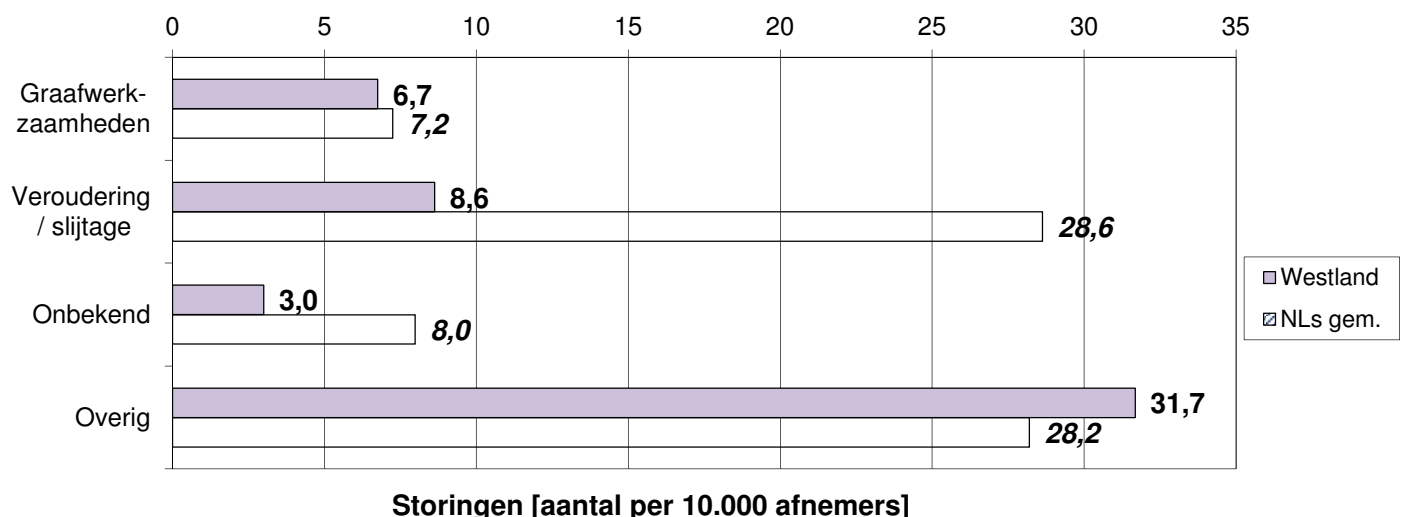 0 5 10 15 20 25 30 35
Graafwerk-
zaamheden
6,7
7,2
Veroudering
/ slijtage
8,6
28,6
Onbekend
3,0
8,0
Overig
31,7
28,2
Westland
NLs gem.
Storingen [aantal per 10.000 afnemers]